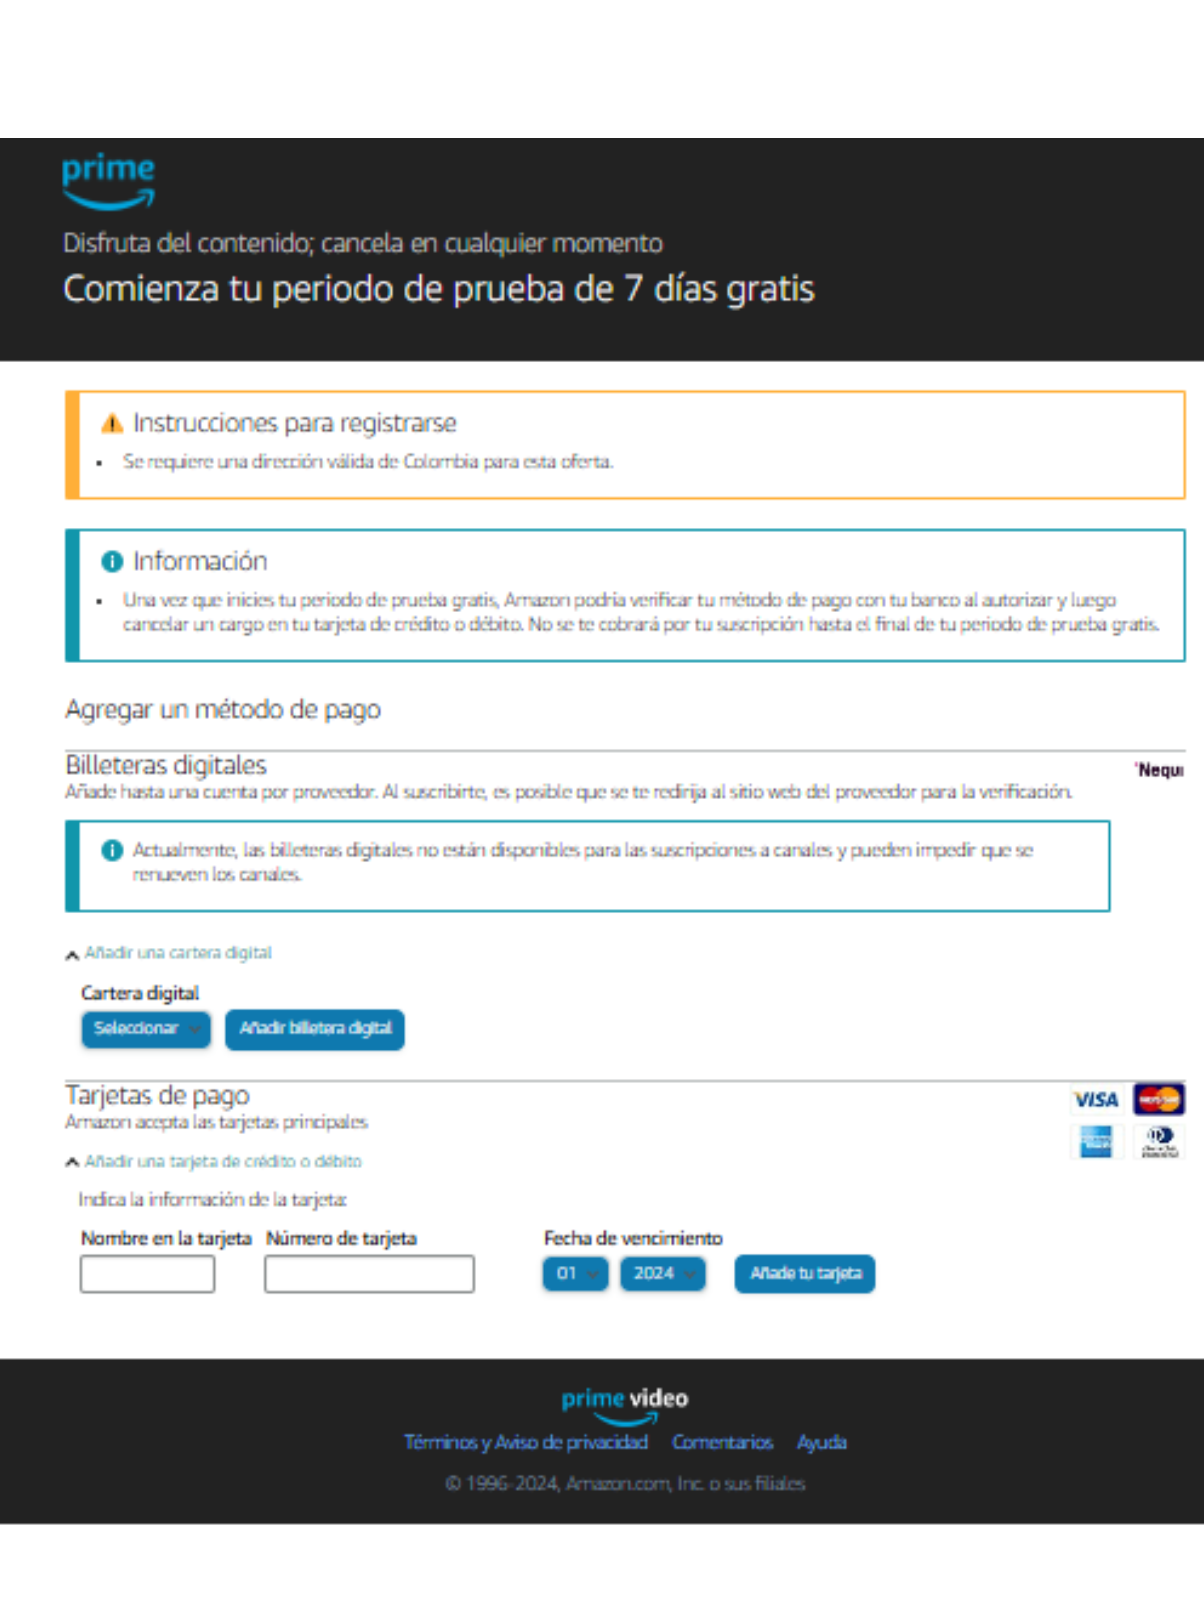 prime
Disfruta del contenido; cancela en cualquier momento
Comienza tu periodo de prueba de 7 días gratis
Instrucciones para registrarse
• Se requiere una dirección válida de Colombia para esta oferta.
Información
• Una vez que inicies tu periodo de prueba gratis, Amazon podría verificar tu método de pago con tu banco al autorizar y luego
cancelar un cargo en tu tarjeta de crédito o débito. No se te cobrará por tu suscripción hasta el final de tu periodo de prueba gratis.
Agregar un método de pago
Billeteras digitales
Nequi
Añade hasta una cuenta por proveedor. Al suscribirte, es posible que se te redirija al sitio web del proveedor para la verificación.
Actualmente, las billeteras digitales no están disponibles para las suscripciones a canales y pueden impedir que se
renueven los canales.
Añadir una cartera digital
Cartera digital
Seleccionar Añadir billetera digital
Tarjetas de pago
VISA
Amazon acepta las tarjetas principales
Añadir una tarjeta de crédito o débito
Indica la información de la tarjeta:
Nombre en la tarjeta Número de tarjeta Fecha de vencimiento
01 2024 Añade tu tarjeta
prime video
Términos y Aviso de privacidad Comentarios Ayuda
© 1996-2024, Amazon.com, Inc. o sus filiales